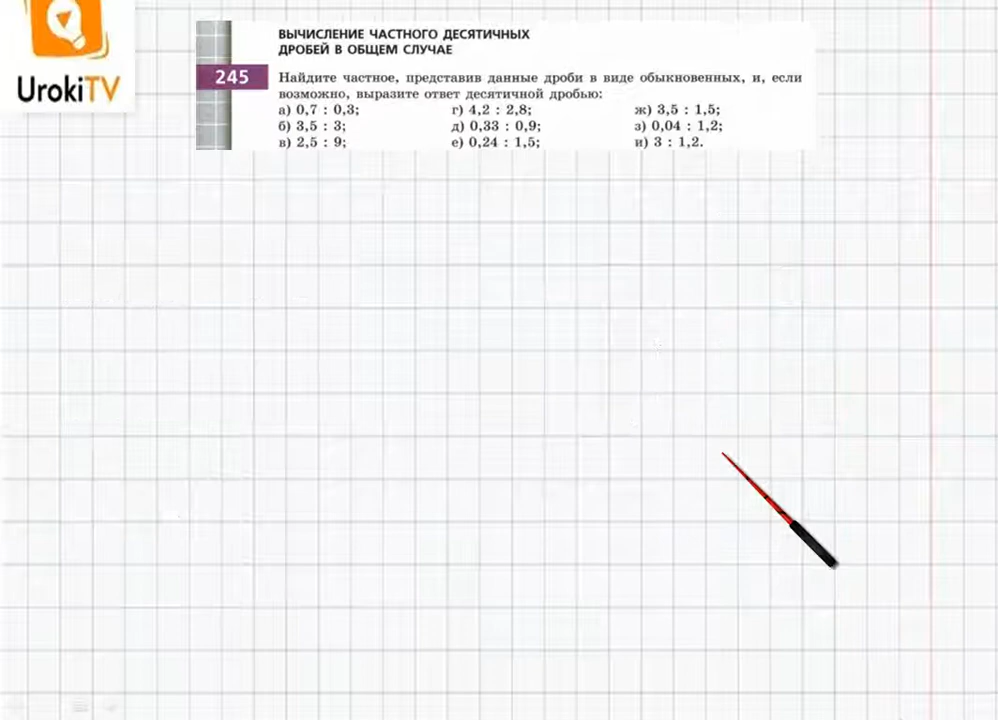 UrokiTV
ВЫЧИСЛЕНИЕ ЧАСТНОГО ДЕСЯТИЧНЫХ
ДРОБЕЙ В ОБЩЕМ СЛУЧАЕ
245 Найдите частное, представив данные дроби в виде обыкновенных, и, если
возможно, выразите ответ десятичной дробью:
а) 0,7 : 0,3; г) 4,2 : 2,8; ж) 3,5 : 1,5;
б) 3,5 : 3; д) 0,33 : 0,9; з) 0,04 : 1,2;
в) 2,5 : 9; е) 0,24 : 1,5; и) 3 : 1,2.